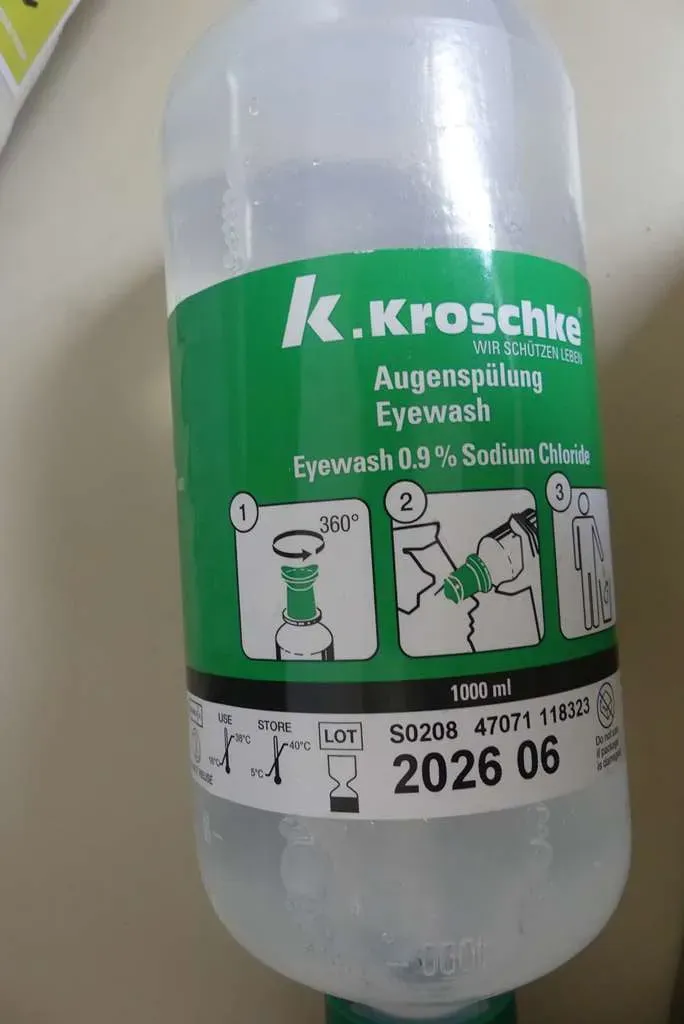 k.Kroschke
WIR SCHÜTZEN LEBEN
Augenspülung
Eyewash
Eyewash 0.9 % Sodium Chloride
1
360°
2
3
1000 ml
USE
38°C
STORE
40°C
5°C
LOT
S0208 47071 118323
2026 06
Do not use
if package
is damaged
1000